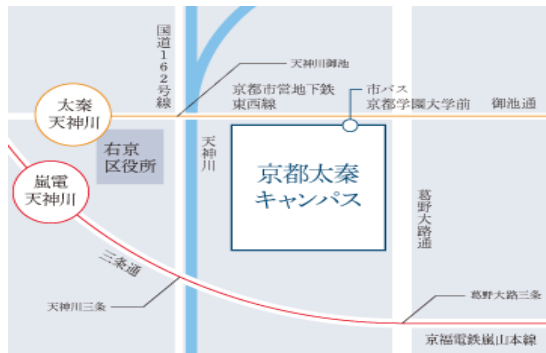 国道162号線
天神川御池
太秦
天神川
京都市営地下鉄
東西線
市バス
京都学園大学前
御池通
右京
区役所
天神川
京都太秦
キャンパス
嵐電
天神川
葛野大路通
三条通
天神川三条
葛野大路三条
京福電鉄嵐山本線